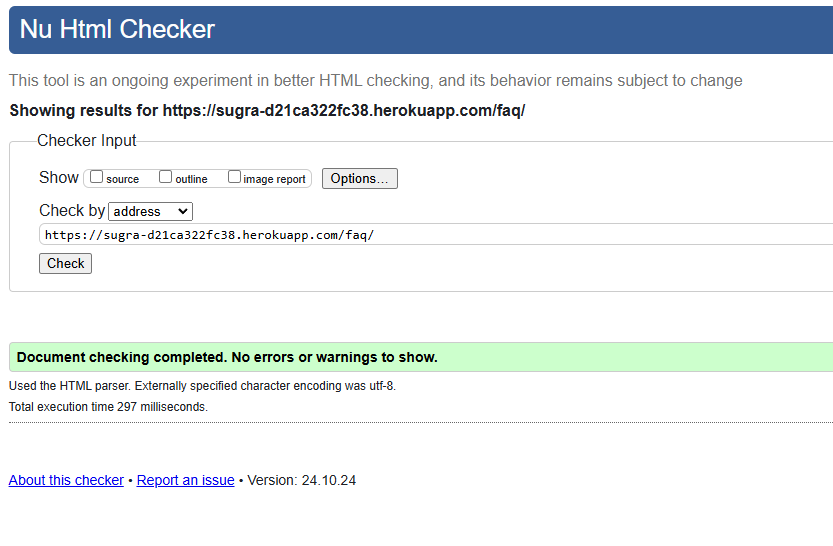 Nu Html Checker
This tool is an ongoing experiment in better HTML checking, and its behavior remains subject to change
Showing results for https://sugra-d21ca322fc38.herokuapp.com/faq/
Checker Input
Show source outline image report Options...
Check by address
https://sugra-d21ca322fc38.herokuapp.com/faq/
Check
Document checking completed. No errors or warnings to show.
Used the HTML parser. Externally specified character encoding was utf-8.
Total execution time 297 milliseconds.
About this checker • Report an issue • Version: 24.10.24